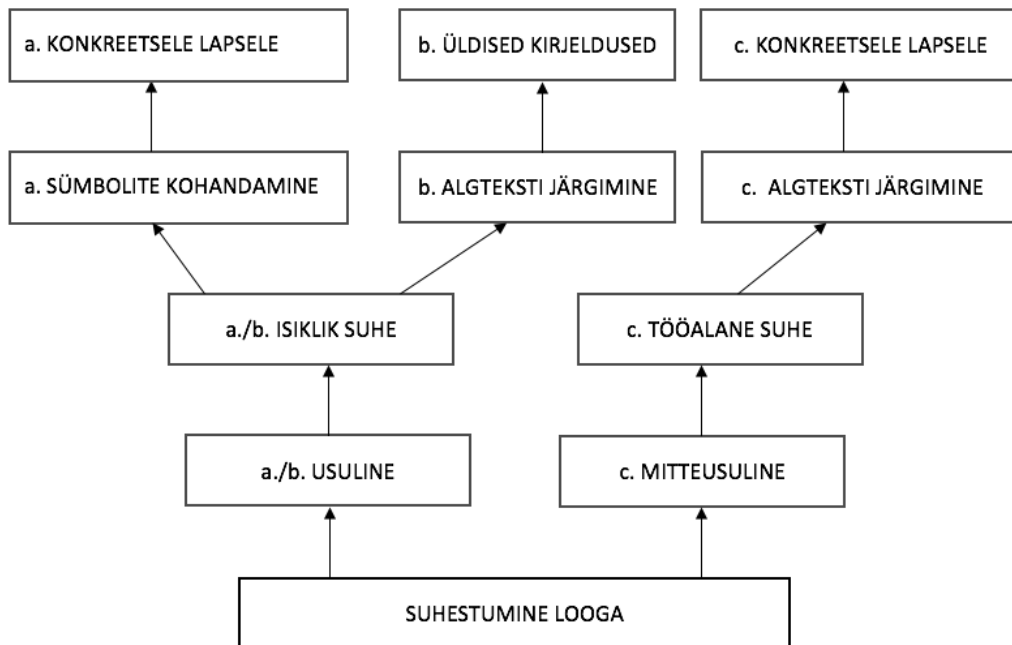 a. KONKREETSELE LAPSELE
b. ÜLDISED KIRJELDUSED
c. KONKREETSELE LAPSELE
a. SÜMBOLITE KOHANDAMINE
b. ALGTEKSTI JÄRGIMINE
c. ALGTEKSTI JÄRGIMINE
a./b. ISIKLIK SUHE
c. TÖÖALANE SUHE
a./b. USULINE
c. MITTEUSULINE
SUHESTUMINE LOOGA